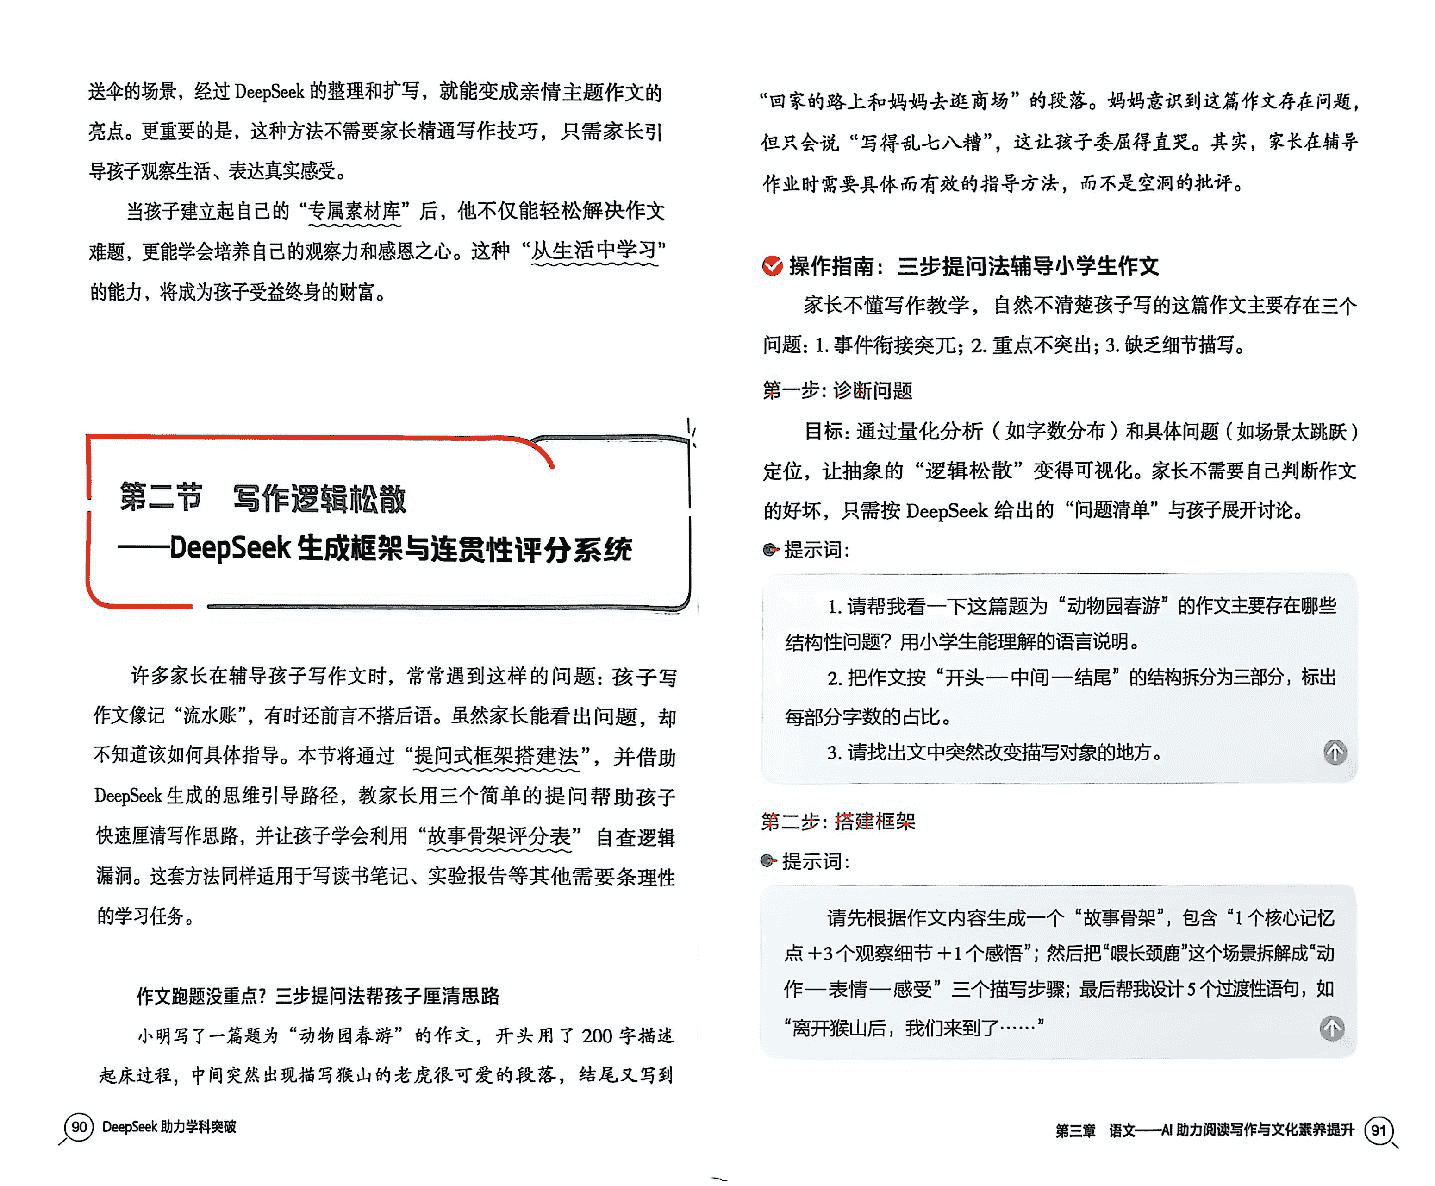 送伞的场景，经过 DeepSeek 的整理和扩写，就能变成亲情主题作文的
亮点。更重要的是，这种方法不需要家长精通写作技巧，只需家长引
导孩子观察生活、表达真实感受。
当孩子建立起自己的“专属素材库”后，他不仅能轻松解决作文
难题，更能学会培养自己的观察力和感恩之心。这种“从生活中学习”
的能力，将成为孩子受益终身的财富。
第二节 写作逻辑松散
——DeepSeek 生成框架与连贯性评分系统
许多家长在辅导孩子写作文时，常常遇到这样的问题：孩子写
作文像记“流水账”，有时还前言不搭后语。虽然家长能看出问题，却
不知道该如何具体指导。本节将通过“提问式框架搭建法”，并借助
DeepSeek 生成的思维引导路径，教家长用三个简单的提问帮助孩子
快速厘清写作思路，并让孩子学会利用“故事骨架评分表”自查逻辑
漏洞。这套方法同样适用于写读书笔记、实验报告等其他需要条理性
的学习任务。
作文跑题没重点？三步提问法帮孩子厘清思路
小明写了一篇题为“动物园春游”的作文，开头用了 200 字描述
起床过程，中间突然出现描写猴山的老虎很可爱的段落，结尾又写到
90 DeepSeek 助力学科突破
“回家的路上和妈妈去逛商场”的段落。妈妈意识到这篇作文存在问题，
但只会说“写得乱七八糟”，这让孩子委屈得直哭。其实，家长在辅导
作业时需要具体而有效的指导方法，而不是空洞的批评。
操作指南：三步提问法辅导小学生作文
家长不懂写作教学，自然不清楚孩子写的这篇作文主要存在三个
问题：1. 事件衔接突兀；2. 重点不突出；3. 缺乏细节描写。
第一步：诊断问题
目标：通过量化分析（如字数分布）和具体问题（如场景太跳跃）
定位，让抽象的“逻辑松散”变得可视化。家长不需要自己判断作文
的好坏，只需按 DeepSeek 给出的“问题清单”与孩子展开讨论。
提示词：
1. 请帮我看一下这篇题为“动物园春游”的作文主要存在哪些
结构性问题？用小学生能理解的语言说明。
2. 把作文按“开头—中间—结尾”的结构拆分为三部分，标出
每部分字数的占比。
3. 请找出文中突然改变描写对象的地方。
第二步：搭建框架
提示词：
请先根据作文内容生成一个“故事骨架”，包含“1 个核心记忆
点 +3 个观察细节 +1 个感悟”；然后把“喂长颈鹿”这个场景拆解成“动
作—表情—感受”三个描写步骤；最后帮我设计 5 个过渡性语句，如
“离开猴山后，我们来到了……”
第三章 语文——AI 助力阅读写作与文化素养提升 91